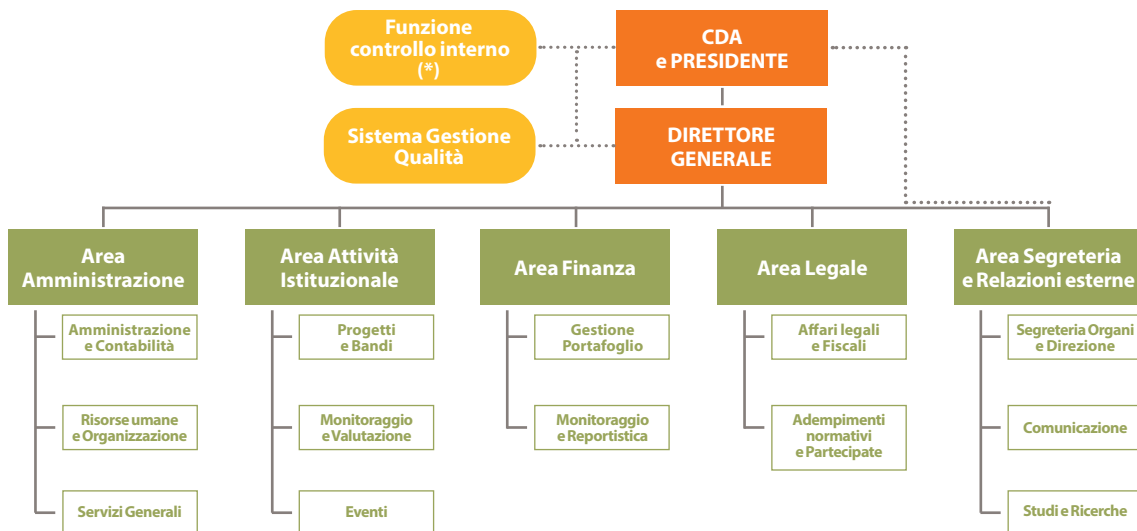 Funzione
controllo interno
(*)
CDA
e PRESIDENTE
Sistema Gestione
Qualità
DIRETTORE
GENERALE
Area
Amministrazione
Area Attività
Istituzionale
Area Finanza
Area Legale
Area Segreteria
e Relazioni esterne
Amministrazione
e Contabilità
Progetti
e Bandi
Gestione
Portafoglio
Affari legali
e Fiscali
Segreteria Organi
e Direzione
Risorse umane
e Organizzazione
Monitoraggio
e Valutazione
Monitoraggio
e Reportistica
Adempimenti
normativi
e Partecipate
Comunicazione
Servizi Generali
Eventi
Studi e Ricerche